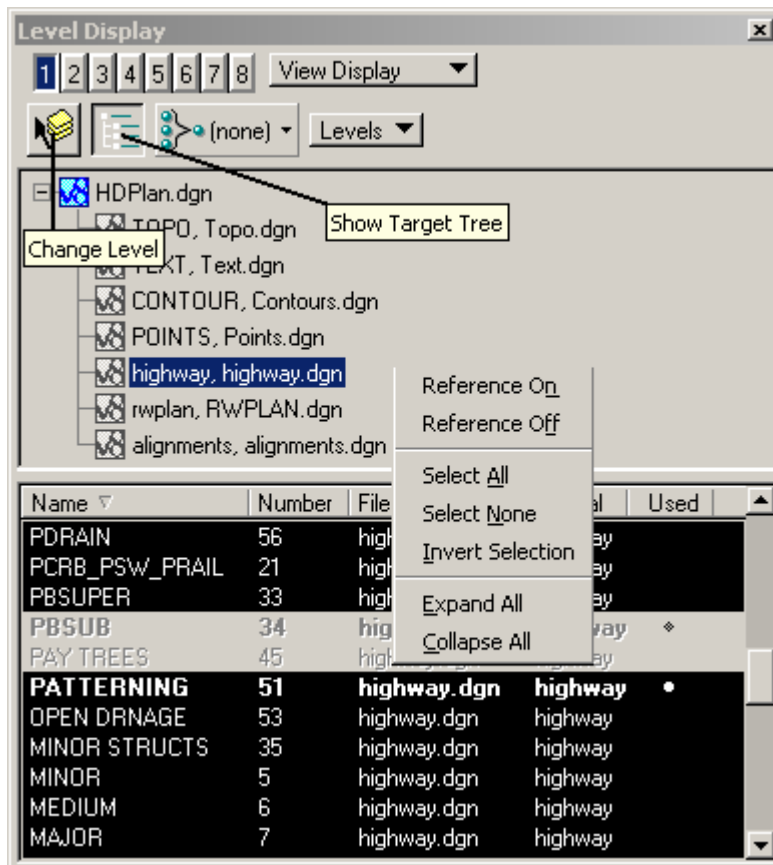 Level Display
1 2 3 4 5 6 7 8 View Display
(none) Levels
HDPlan.dgn
TOPO, Topo.dgn
Show Target Tree
Change Level
TEXT, Text.dgn
CONTOUR, Contours.dgn
POINTS, Points.dgn
highway, highway.dgn
rwplan, RWPLAN.dgn
alignments, alignments.dgn
Reference On
Reference Off
Select All
Select None
Invert Selection
Expand All
Collapse All
Name Number File Used
PDRAIN 56
PCRB_PSW_PRAIL 21
PBSUPER 33
PBSUB 34
PAY TREES 45
PATTERNING 51 highway.dgn highway
OPEN DRNAGE 53 highway.dgn highway
MINOR STRUCTS 35 highway.dgn highway
MINOR 5 highway.dgn highway
MEDIUM 6 highway.dgn highway
MAJOR 7 highway.dgn highway